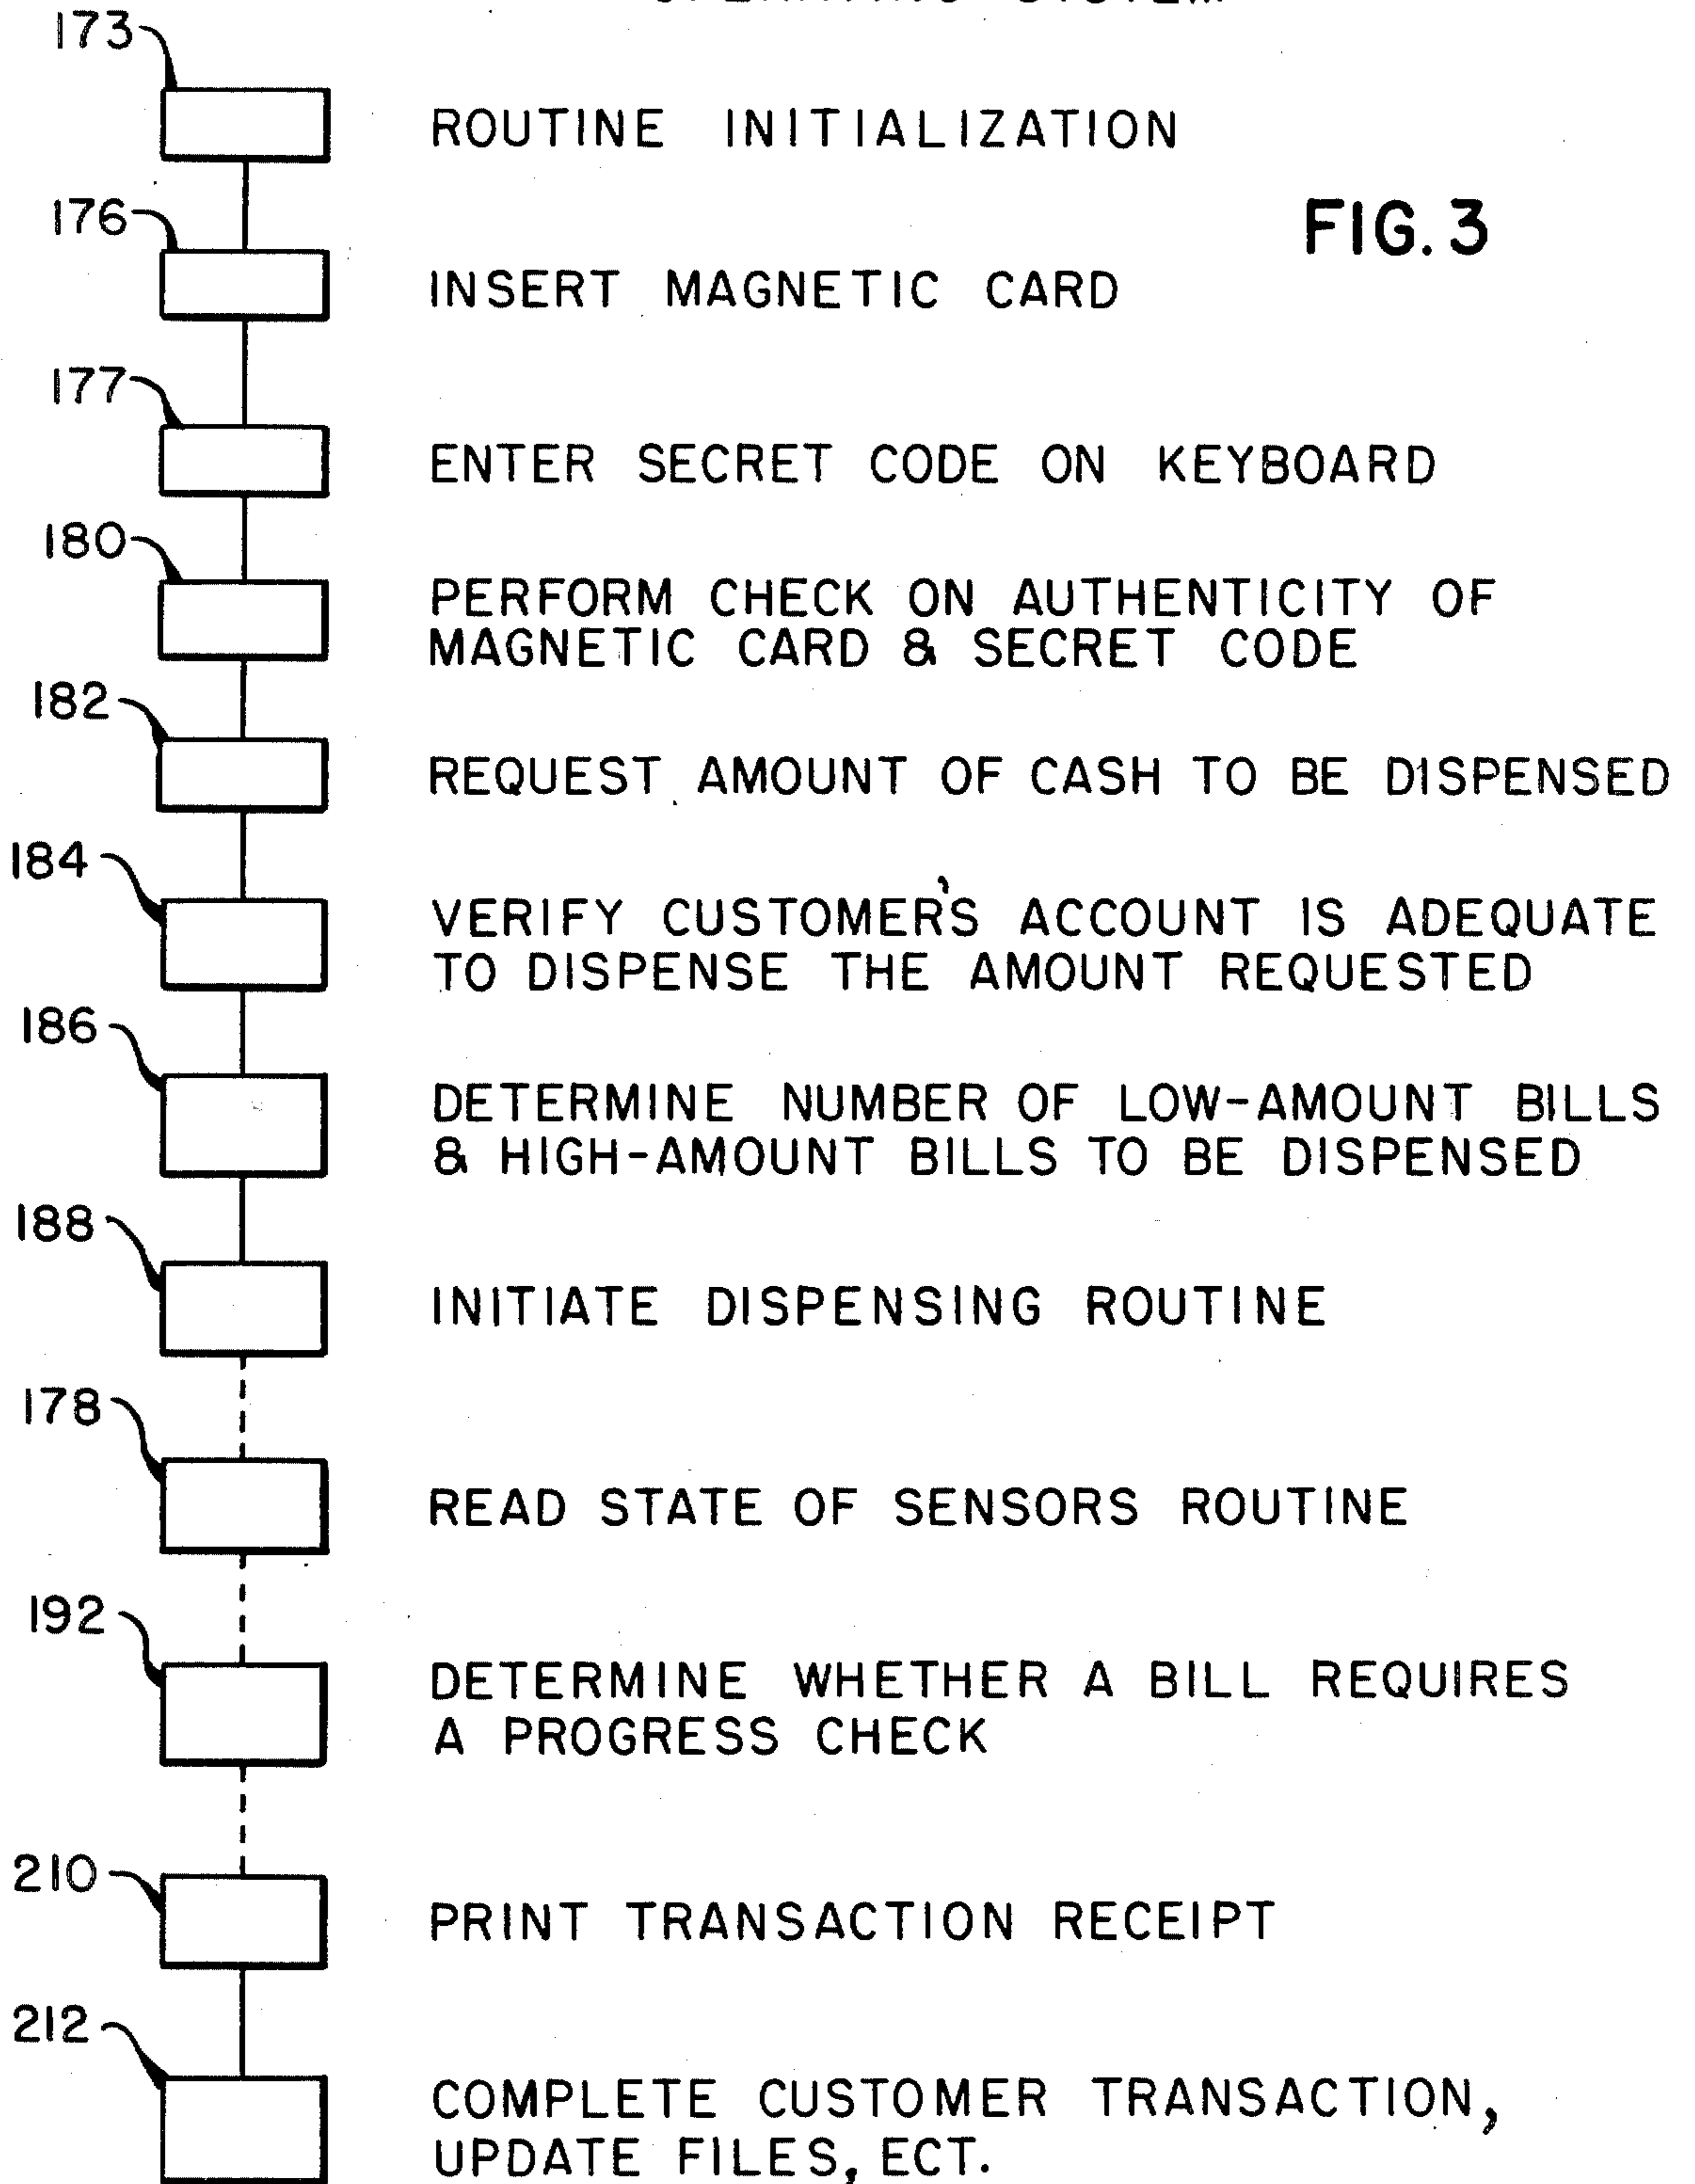 173
ROUTINE INITIALIZATION
FIG. 3
176
INSERT MAGNETIC CARD
177
ENTER SECRET CODE ON KEYBOARD
180
PERFORM CHECK ON AUTHENTICITY OF
MAGNETIC CARD & SECRET CODE
182
REQUEST AMOUNT OF CASH TO BE DISPENSED
184
VERIFY CUSTOMER'S ACCOUNT IS ADEQUATE
TO DISPENSE THE AMOUNT REQUESTED
186
DETERMINE NUMBER OF LOW-AMOUNT BILLS
& HIGH-AMOUNT BILLS TO BE DISPENSED
188
INITIATE DISPENSING ROUTINE
178
READ STATE OF SENSORS ROUTINE
192
DETERMINE WHETHER A BILL REQUIRES
A PROGRESS CHECK
210
PRINT TRANSACTION RECEIPT
212
COMPLETE CUSTOMER TRANSACTION,
UPDATE FILES, ECT.